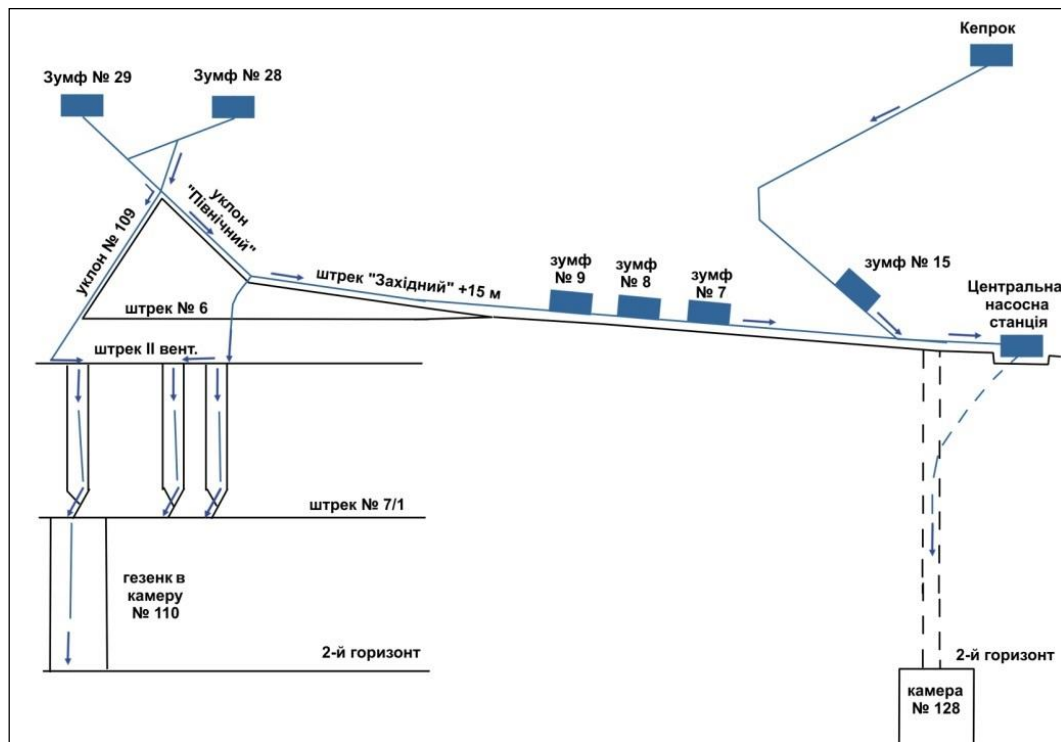 Кепрок
Зумф № 29
Зумф № 28
уклон
"Північний"
уклон № 109
штрек "Західний" +15 м
зумф
№ 9
зумф
№ 8
зумф
№ 7
зумф № 15
Центральна
насосна
станція
штрек № 6
штрек II вент.
штрек № 7/1
гезенк в
камеру
№ 110
2-й горизонт
2-й горизонт
камера
№ 128